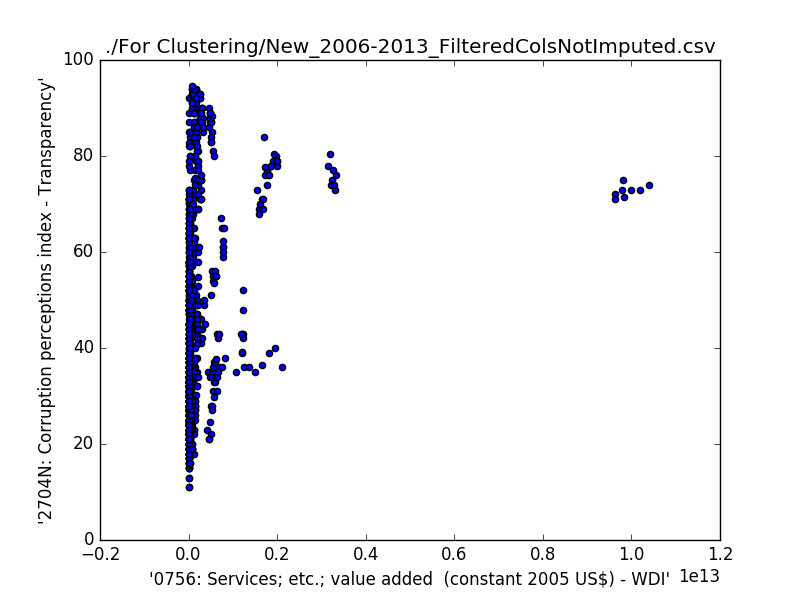 ./For Clustering/New_2006-2013_FilteredColsNotImputed.csv
'2704N: Corruption perceptions index - Transparency'
100
80
60
40
20
0
−0.2 0.0 0.2 0.4 0.6 0.8 1.0 1.2
1e13
'0756: Services; etc.; value added  (constant 2005 US$) - WDI'